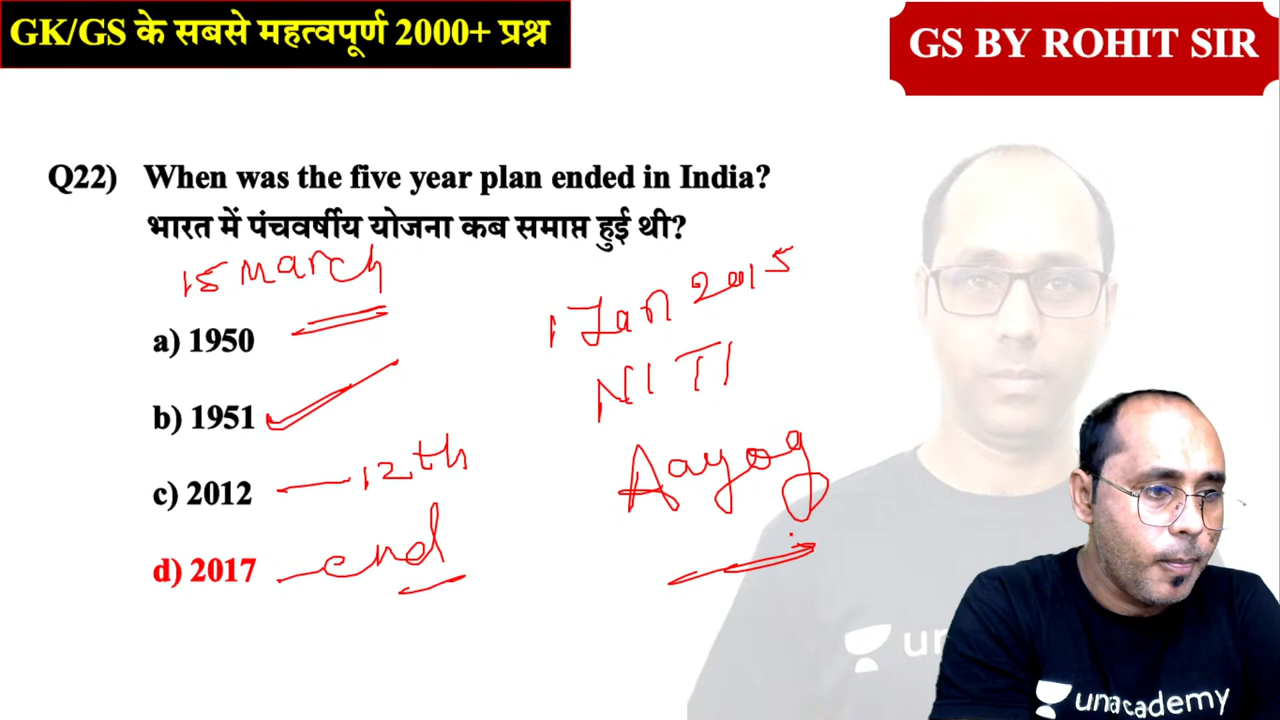 GK/GS के सबसे महत्वपूर्ण 2000+ प्रश्न
GS BY ROHIT SIR
Q22) When was the five year plan ended in India?
भारत में पंचवर्षीय योजना कब समाप्त हुई थी?
15 March
1 Jan 2015
a) 1950
NITI
b) 1951
Aayog
c) 2012 12th
d) 2017 end
unacademy